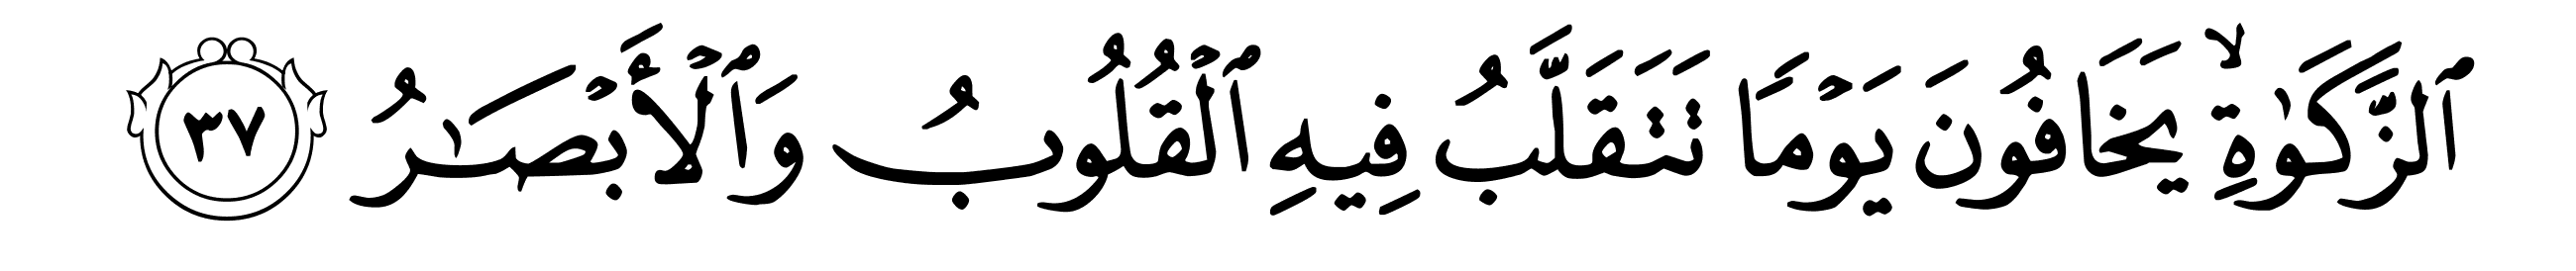 ٱلزَّكَوٰةِۙ يَخَافُونَ يَوۡمٗا تَتَقَلَّبُ فِيهِ ٱلۡقُلُوبُ وَٱلۡأَبۡصَٰرُ ٣٧